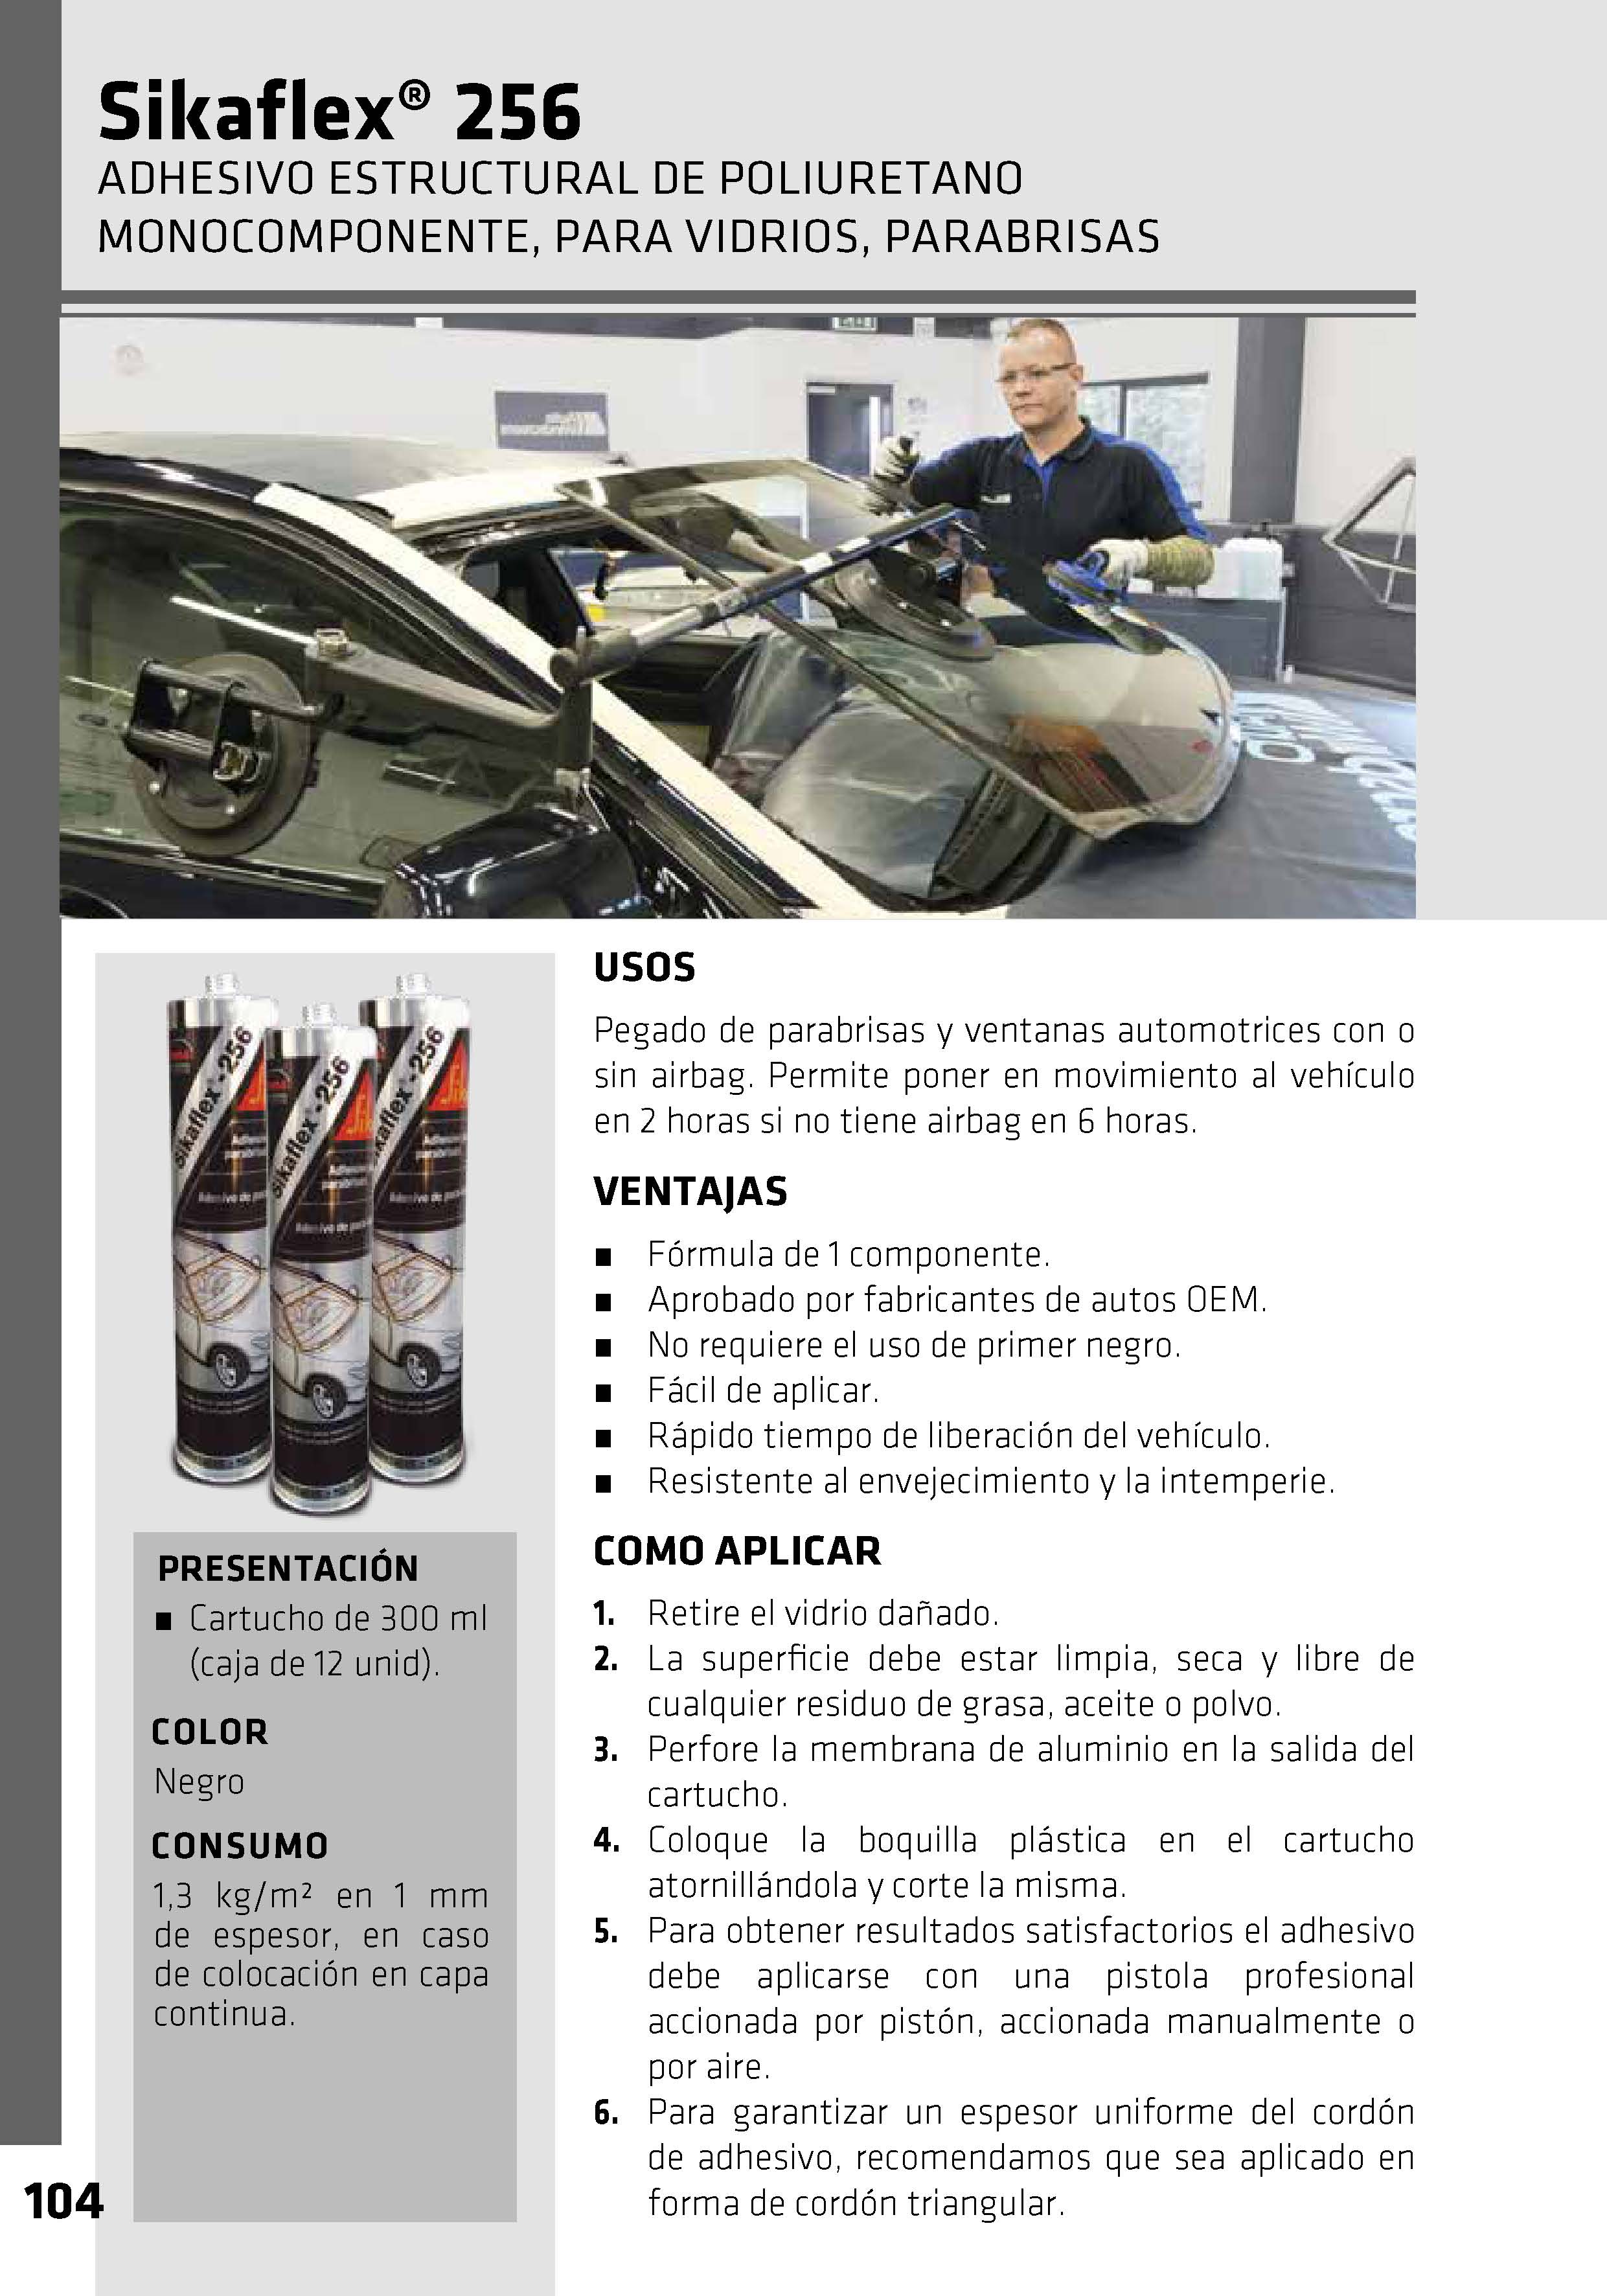 Sikaflex® 256
ADHESIVO ESTRUCTURAL DE POLIURETANO
MONOCOMPONENTE, PARA VIDRIOS, PARABRISAS
USOS
Pegado de parabrisas y ventanas automotrices con o
sin airbag. Permite poner en movimiento al vehículo
en 2 horas si no tiene airbag en 6 horas.
VENTAJAS
■ Fórmula de 1 componente.
■ Aprobado por fabricantes de autos OEM.
■ No requiere el uso de primer negro.
■ Fácil de aplicar.
■ Rápido tiempo de liberación del vehículo.
■ Resistente al envejecimiento y la intemperie.
COMO APLICAR
1. Retire el vidrio dañado.
2. La superficie debe estar limpia, seca y libre de
cualquier residuo de grasa, aceite o polvo.
3. Perfore la membrana de aluminio en la salida del
cartucho.
4. Coloque la boquilla plástica en el cartucho
atornillándola y corte la misma.
5. Para obtener resultados satisfactorios el adhesivo
debe aplicarse con una pistola profesional
accionada por pistón, accionada manualmente o
por aire.
6. Para garantizar un espesor uniforme del cordón
de adhesivo, recomendamos que sea aplicado en
forma de cordón triangular.
Sikaflex®-256
Sikaflex®-256
Sikaflex®-256
PRESENTACIÓN
■ Cartucho de 300 ml
(caja de 12 unid).
COLOR
Negro
CONSUMO
1,3 kg/m² en 1 mm
de espesor, en caso
de colocación en capa
continua.
104